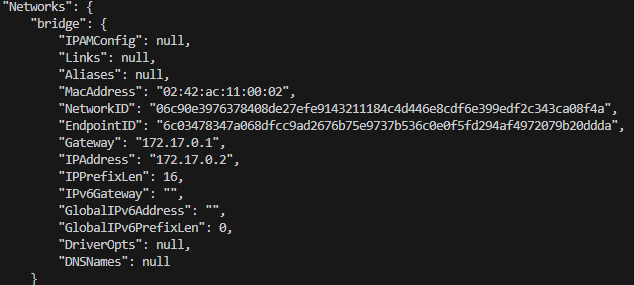 "Networks": {
"bridge": {
"IPAMConfig": null,
"Links": null,
"Aliases": null,
"MacAddress": "02:42:ac:11:00:02",
"NetworkID": "06c90e3976378408de27efe9143211184c4d446e8cdf6e399edf2c343ca08f4a",
"EndpointID": "6c03478347a068dfcc9ad2676b75e9737b536c0e0f5fd294af4972079b20ddda",
"Gateway": "172.17.0.1",
"IPAddress": "172.17.0.2",
"IPPrefixLen": 16,
"IPv6Gateway": "",
"GlobalIPv6Address": "",
"GlobalIPv6PrefixLen": 0,
"DriverOpts": null,
"DNSNames": null
}